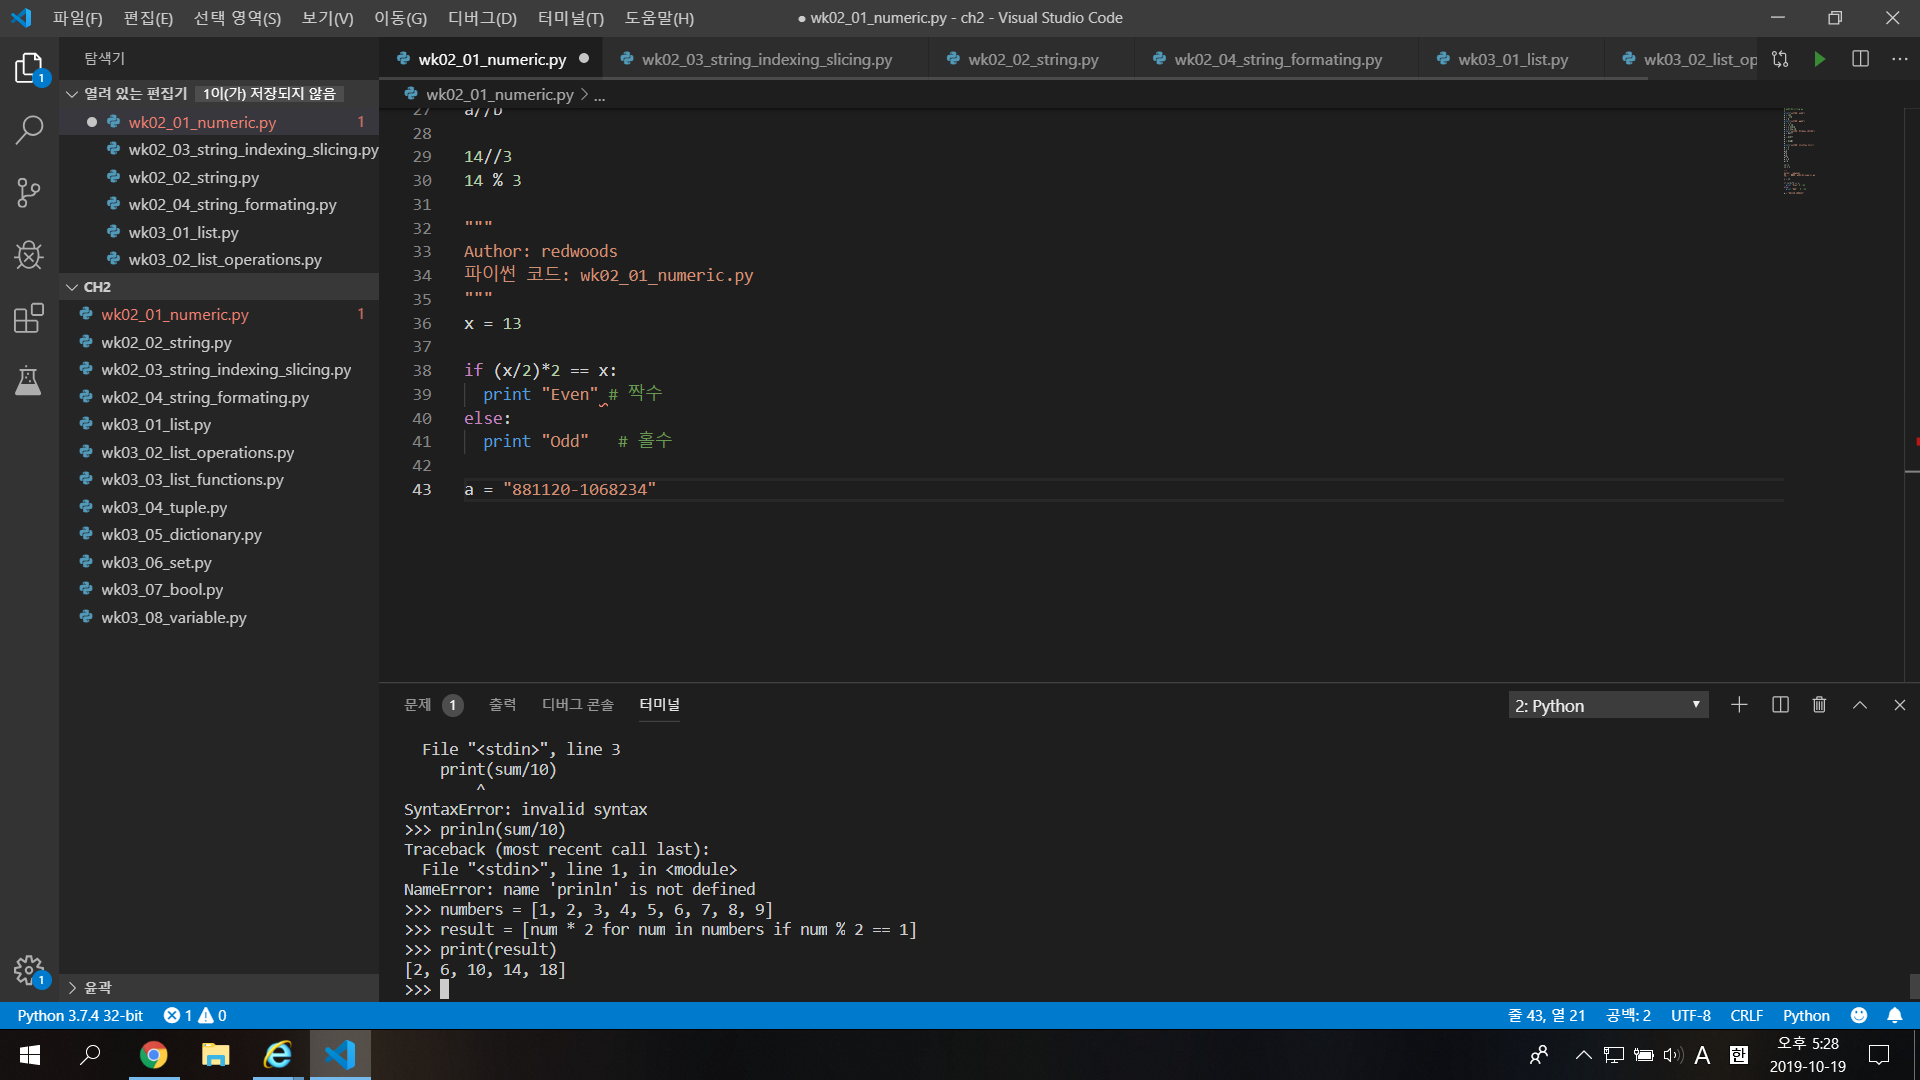 파일(F) 편집(E) 선택 영역(S) 보기(V) 이동(G) 디버그(D) 터미널(T) 도움말(H)
● wk02_01_numeric.py - ch2 - Visual Studio Code
탐색기
열려 있는 편집기 1이(가) 저장되지 않음
wk02_01_numeric.py 1
wk02_03_string_indexing_slicing.py
wk02_02_string.py
wk02_04_string_formating.py
wk03_01_list.py
wk03_02_list_operations.py
CH2
wk02_01_numeric.py 1
wk02_02_string.py
wk02_03_string_indexing_slicing.py
wk02_04_string_formating.py
wk03_01_list.py
wk03_02_list_operations.py
wk03_03_list_functions.py
wk03_04_tuple.py
wk03_05_dictionary.py
wk03_06_set.py
wk03_07_bool.py
wk03_08_variable.py
윤곽
wk02_01_numeric.py wk02_03_string_indexing_slicing.py wk02_02_string.py wk02_04_string_formating.py wk03_01_list.py wk03_02_list_op
wk02_01_numeric.py > ...
27 a//b
28
29 14//3
30 14 % 3
31
32 """
33 Author: redwoods
34 파이썬 코드: wk02_01_numeric.py
35 """
36 x = 13
37
38 if (x/2)*2 == x:
39 print "Even" # 짝수
40 else:
41 print "Odd" # 홀수
42
43 a = "881120-1068234"
문제 1 출력 디버그 콘솔 터미널
2: Python
File "<stdin>", line 3
print(sum/10)
^
SyntaxError: invalid syntax
>>> prinln(sum/10)
Traceback (most recent call last):
File "<stdin>", line 1, in <module>
NameError: name 'prinln' is not defined
>>> numbers = [1, 2, 3, 4, 5, 6, 7, 8, 9]
>>> result = [num * 2 for num in numbers if num % 2 == 1]
>>> print(result)
[2, 6, 10, 14, 18]
>>>
1
1
Python 3.7.4 32-bit 1 0
줄 43, 열 21 공백: 2 UTF-8 CRLF Python
A 한
오후 5:28
2019-10-19